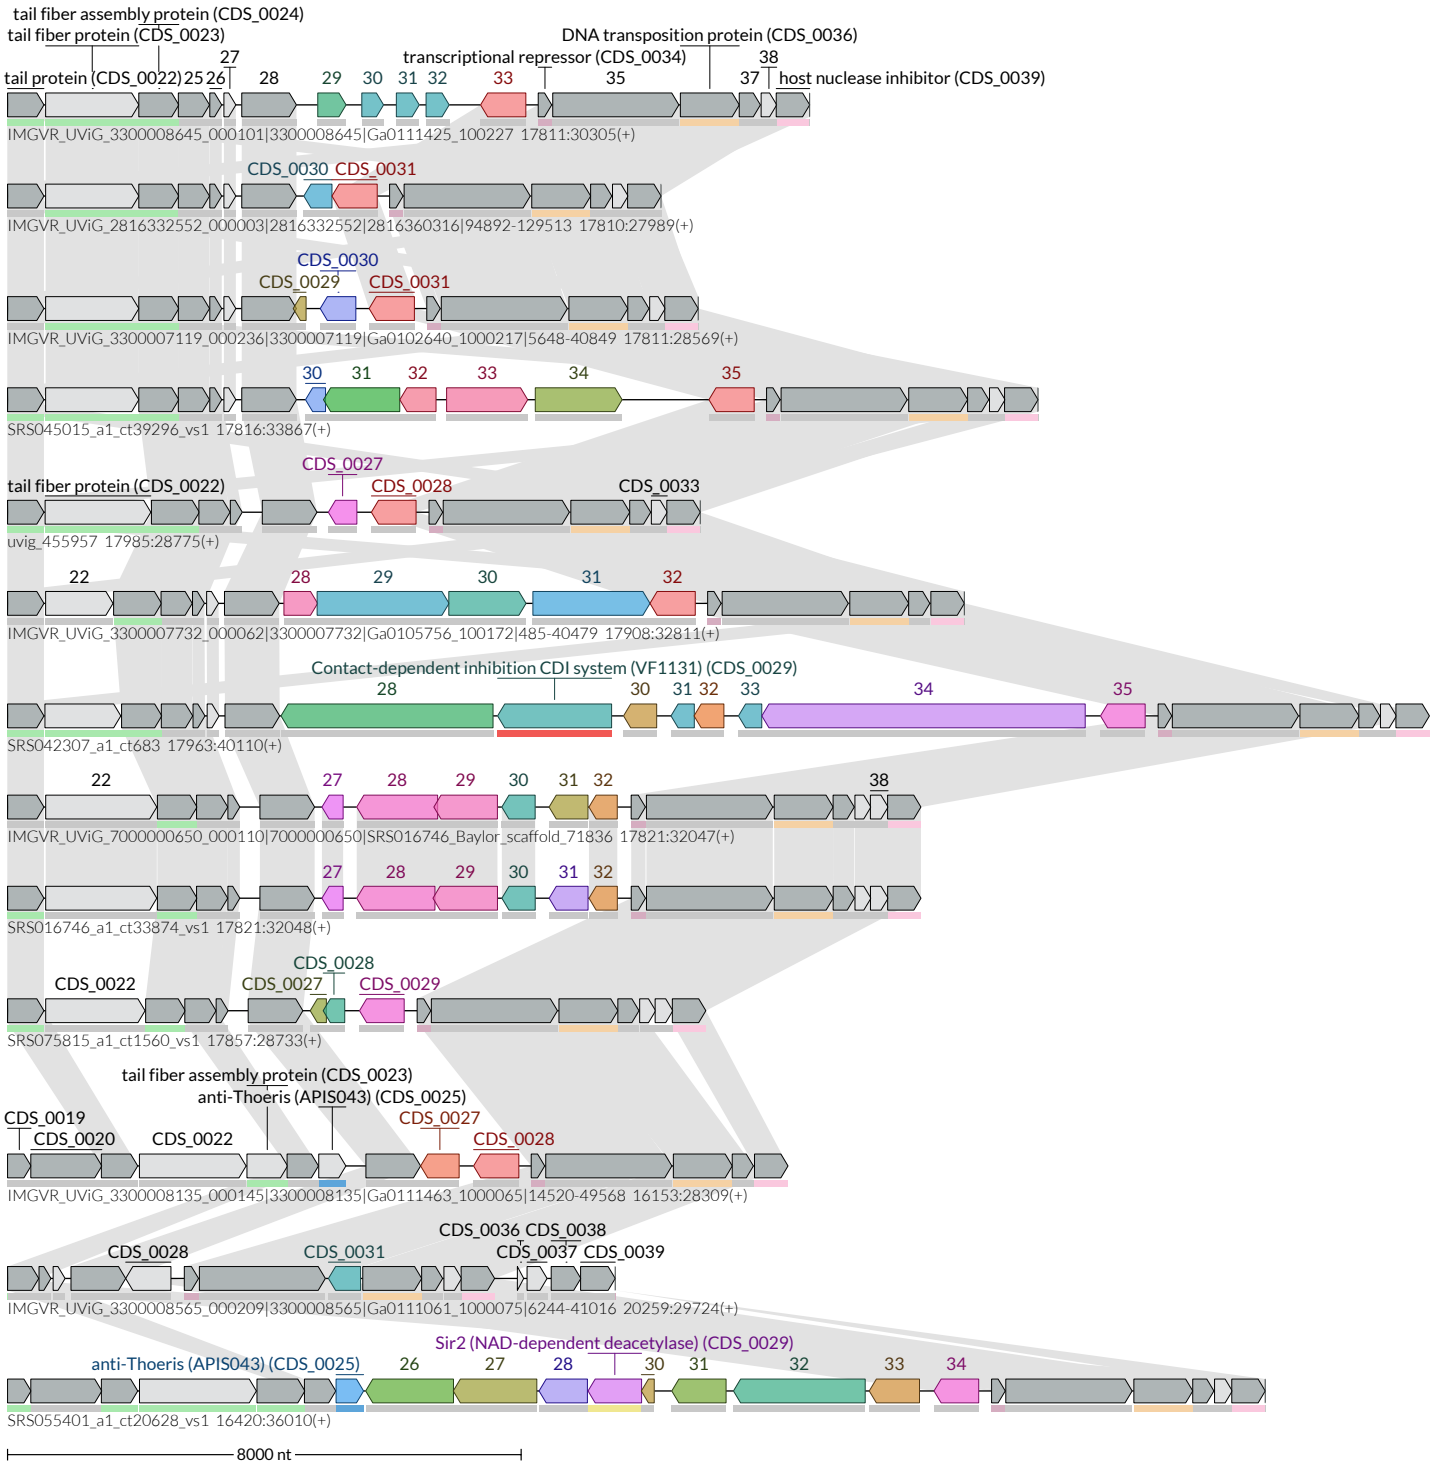 tail fiber assembly protein (CDS_0024)
tail fiber protein (CDS_0023)
DNA transposition protein (CDS_0036)
27 transcriptional repressor (CDS_0034) 38
tail protein (CDS_0022) 25 26 28 29 30 31 32 33 35 37 host nuclease inhibitor (CDS_0039)
IMGVR_UViG_3300008645_000101|3300008645|Ga0111425_100227 17811:30305(+)
CDS_0030 CDS_0031
IMGVR_UViG_2816332552_000003|2816332552|2816360316|94892-129513 17810:27989(+)
CDS_0030
CDS_0029 CDS_0031
IMGVR_UViG_3300007119_000236|3300007119|Ga0102640_1000217|5648-40849 17811:28569(+)
30 31 32 33 34 35
SRS045015_a1_ct39296_vs1 17816:33867(+)
CDS_0027
tail fiber protein (CDS_0022) CDS_0028 CDS_0033
uvig_455957 17985:28775(+)
22 28 29 30 31 32
IMGVR_UViG_3300007732_000062|3300007732|Ga0105756_100172|485-40479 17908:32811(+)
Contact-dependent inhibition CDI system (VF1131) (CDS_0029)
28 30 31 32 33 34 35
SRS042307_a1_ct683 17963:40110(+)
22 27 28 29 30 31 32 38
IMGVR_UViG_7000000650_000110|7000000650|SRS016746_Baylor_scaffold_71836 17821:32047(+)
27 28 29 30 31 32
SRS016746_a1_ct33874_vs1 17821:32048(+)
CDS_0028
CDS_0022 CDS_0027 CDS_0029
SRS075815_a1_ct1560_vs1 17857:28733(+)
tail fiber assembly protein (CDS_0023)
anti-Thoeris (APIS043) (CDS_0025)
CDS_0019 CDS_0027
CDS_0020 CDS_0022 CDS_0028
IMGVR_UViG_3300008135_000145|3300008135|Ga0111463_1000065|14520-49568 16153:28309(+)
CDS_0036 CDS_0038
CDS_0028 CDS_0031 CDS_0037 CDS_0039
IMGVR_UViG_3300008565_000209|3300008565|Ga0111061_1000075|6244-41016 20259:29724(+)
Sir2 (NAD-dependent deacetylase) (CDS_0029)
anti-Thoeris (APIS043) (CDS_0025) 26 27 28 30 31 32 33 34
SRS055401_a1_ct20628_vs1 16420:36010(+)
8000 nt